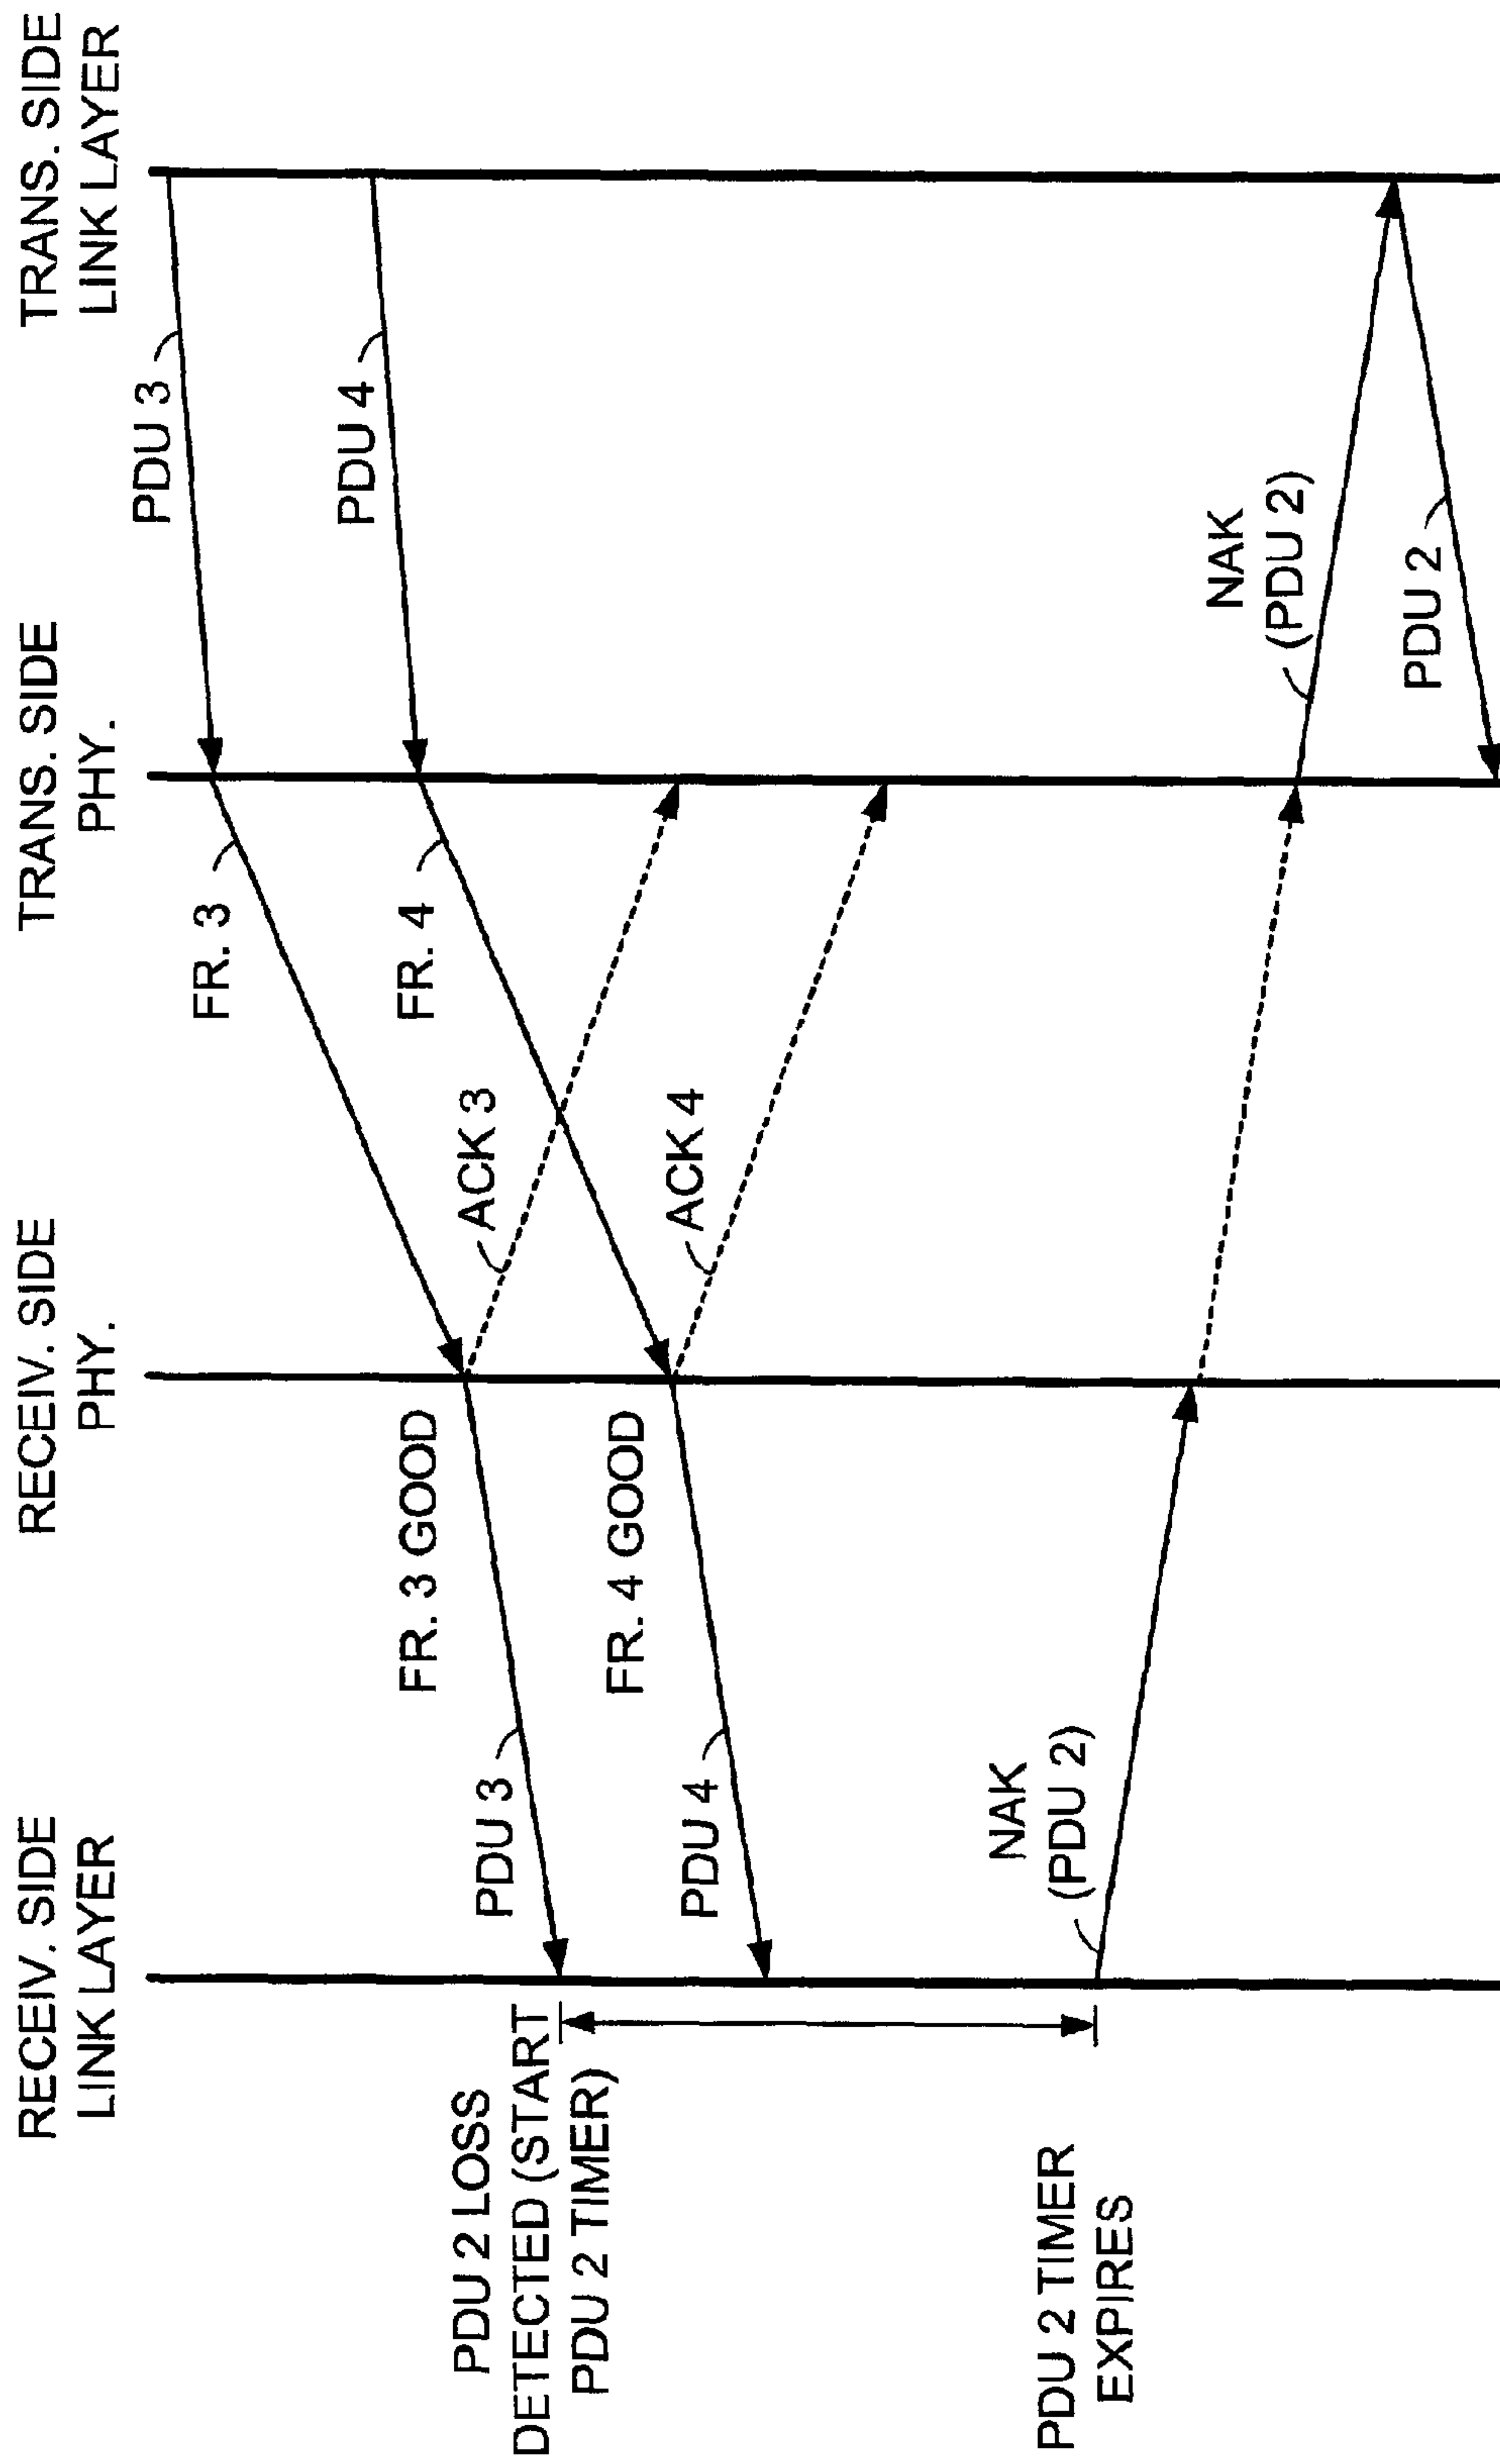 RECEIV. SIDE
LINK LAYER
RECEIV. SIDE
PHY.
TRANS. SIDE
PHY.
TRANS. SIDE
LINK LAYER
PDU 3
FR. 3
PDU 4
FR. 4
FR. 3 GOOD
ACK 3
PDU 2 LOSS
DETECTED (START
PDU 2 TIMER)
PDU 3
FR. 4 GOOD
ACK 4
PDU 4
NAK
(PDU 2)
PDU 2 TIMER
EXPIRES
NAK
(PDU 2)
PDU 2